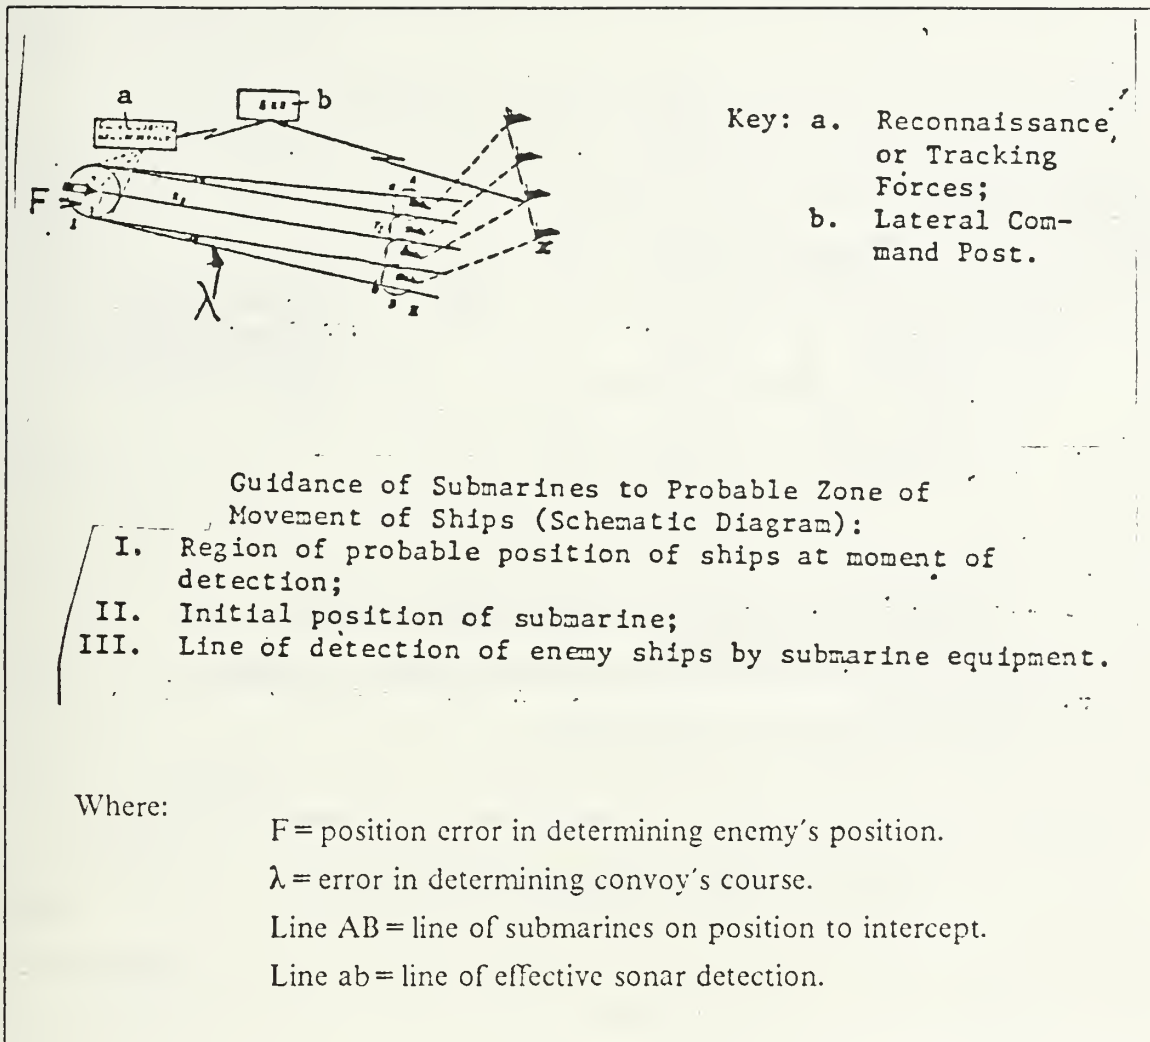 a
b
F
λ
Key: a. Reconnaissance
or Tracking
Forces;
b. Lateral Com-
mand Post.
Guidance of Submarines to Probable Zone of
Movement of Ships (Schematic Diagram):
I. Region of probable position of ships at moment of
detection;
II. Initial position of submarine;
III. Line of detection of enemy ships by submarine equipment.
Where:
F = position error in determining enemy's position.
λ = error in determining convoy's course.
Line AB = line of submarines on position to intercept.
Line ab = line of effective sonar detection.